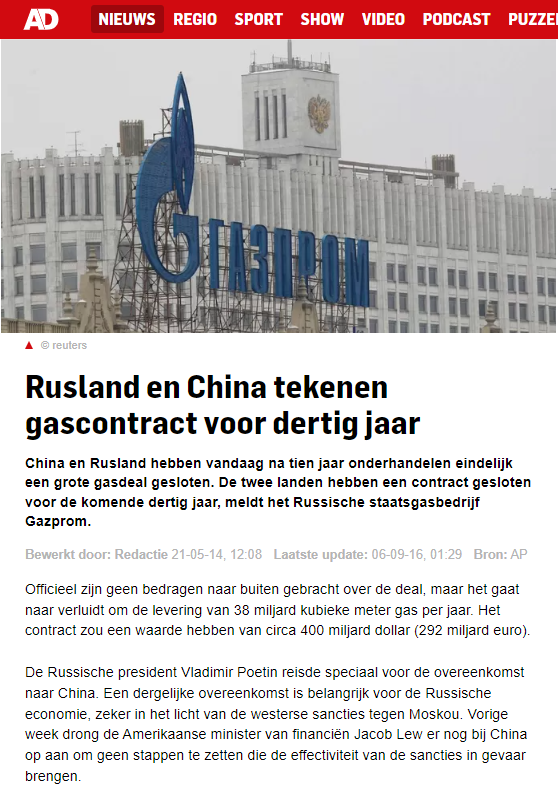 AD NIEUWS REGIO SPORT SHOW VIDEO PODCAST PUZZE
ГАЗПРОМ
© reuters
Rusland en China tekenen
gascontract voor dertig jaar
China en Rusland hebben vandaag na tien jaar onderhandelen eindelijk
een grote gasdeal gesloten. De twee landen hebben een contract gesloten
voor de komende dertig jaar, meldt het Russische staatsgasbedrijf
Gazprom.
Bewerkt door: Redactie 21-05-14, 12:08 Laatste update: 06-09-16, 01:29 Bron: AP
Officieel zijn geen bedragen naar buiten gebracht over de deal, maar het gaat
naar verluidt om de levering van 38 miljard kubieke meter gas per jaar. Het
contract zou een waarde hebben van circa 400 miljard dollar (292 miljard euro).
De Russische president Vladimir Poetin reisde speciaal voor de overeenkomst
naar China. Een dergelijke overeenkomst is belangrijk voor de Russische
economie, zeker in het licht van de westerse sancties tegen Moskou. Vorige
week drong de Amerikaanse minister van financiën Jacob Lew er nog bij China
op aan om geen stappen te zetten die de effectiviteit van de sancties in gevaar
brengen.